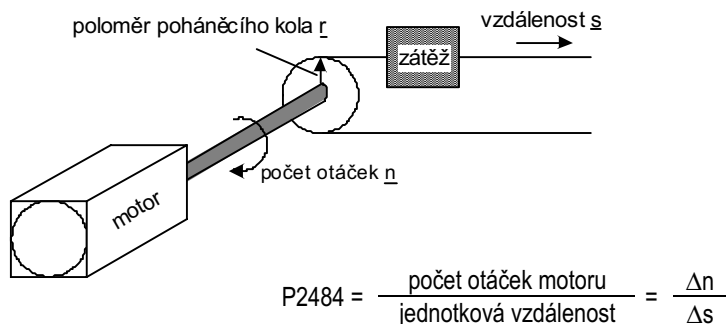 poloměr poháněcího kola r
vzdálenost s
zátěž
počet otáček n
motor
P2484 = počet otáček motoru / jednotková vzdálenost = Δn / Δs